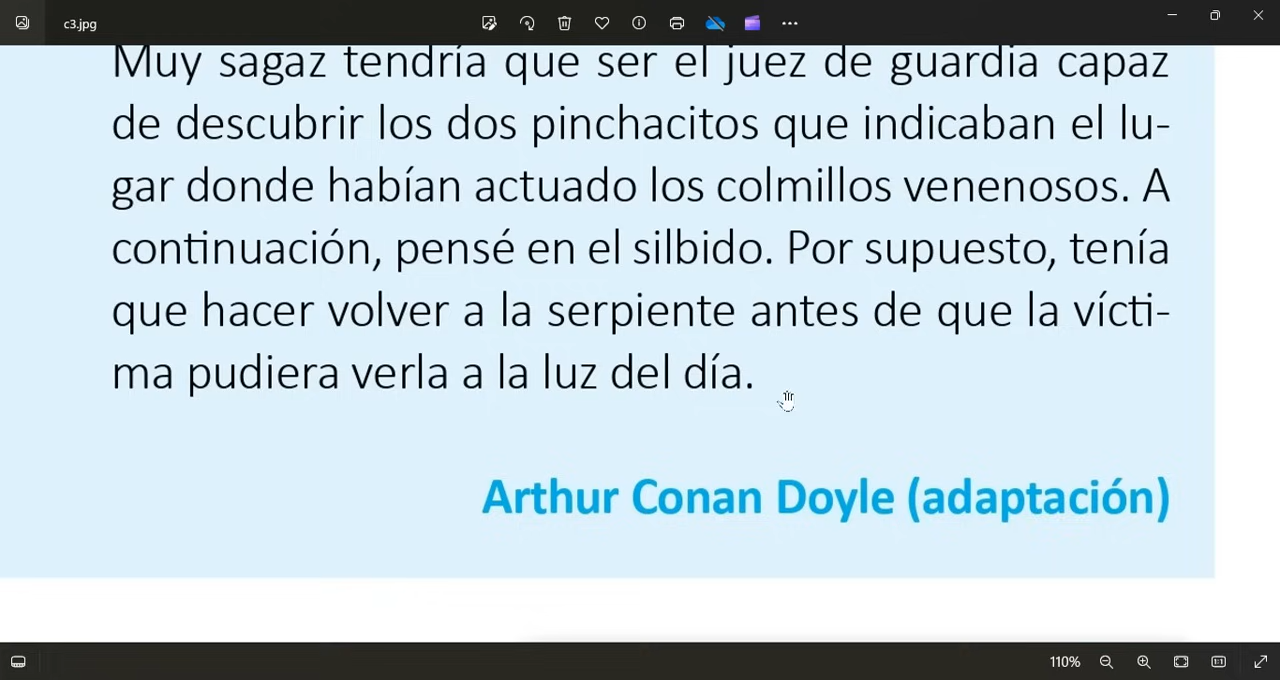 c3.jpg
Muy sagaz tendría que ser el juez de guardia capaz
de descubrir los dos pinchacitos que indicaban el lu-
gar donde habían actuado los colmillos venenosos. A
continuación, pensé en el silbido. Por supuesto, tenía
que hacer volver a la serpiente antes de que la vícti-
ma pudiera verla a la luz del día.
Arthur Conan Doyle (adaptación)
110%